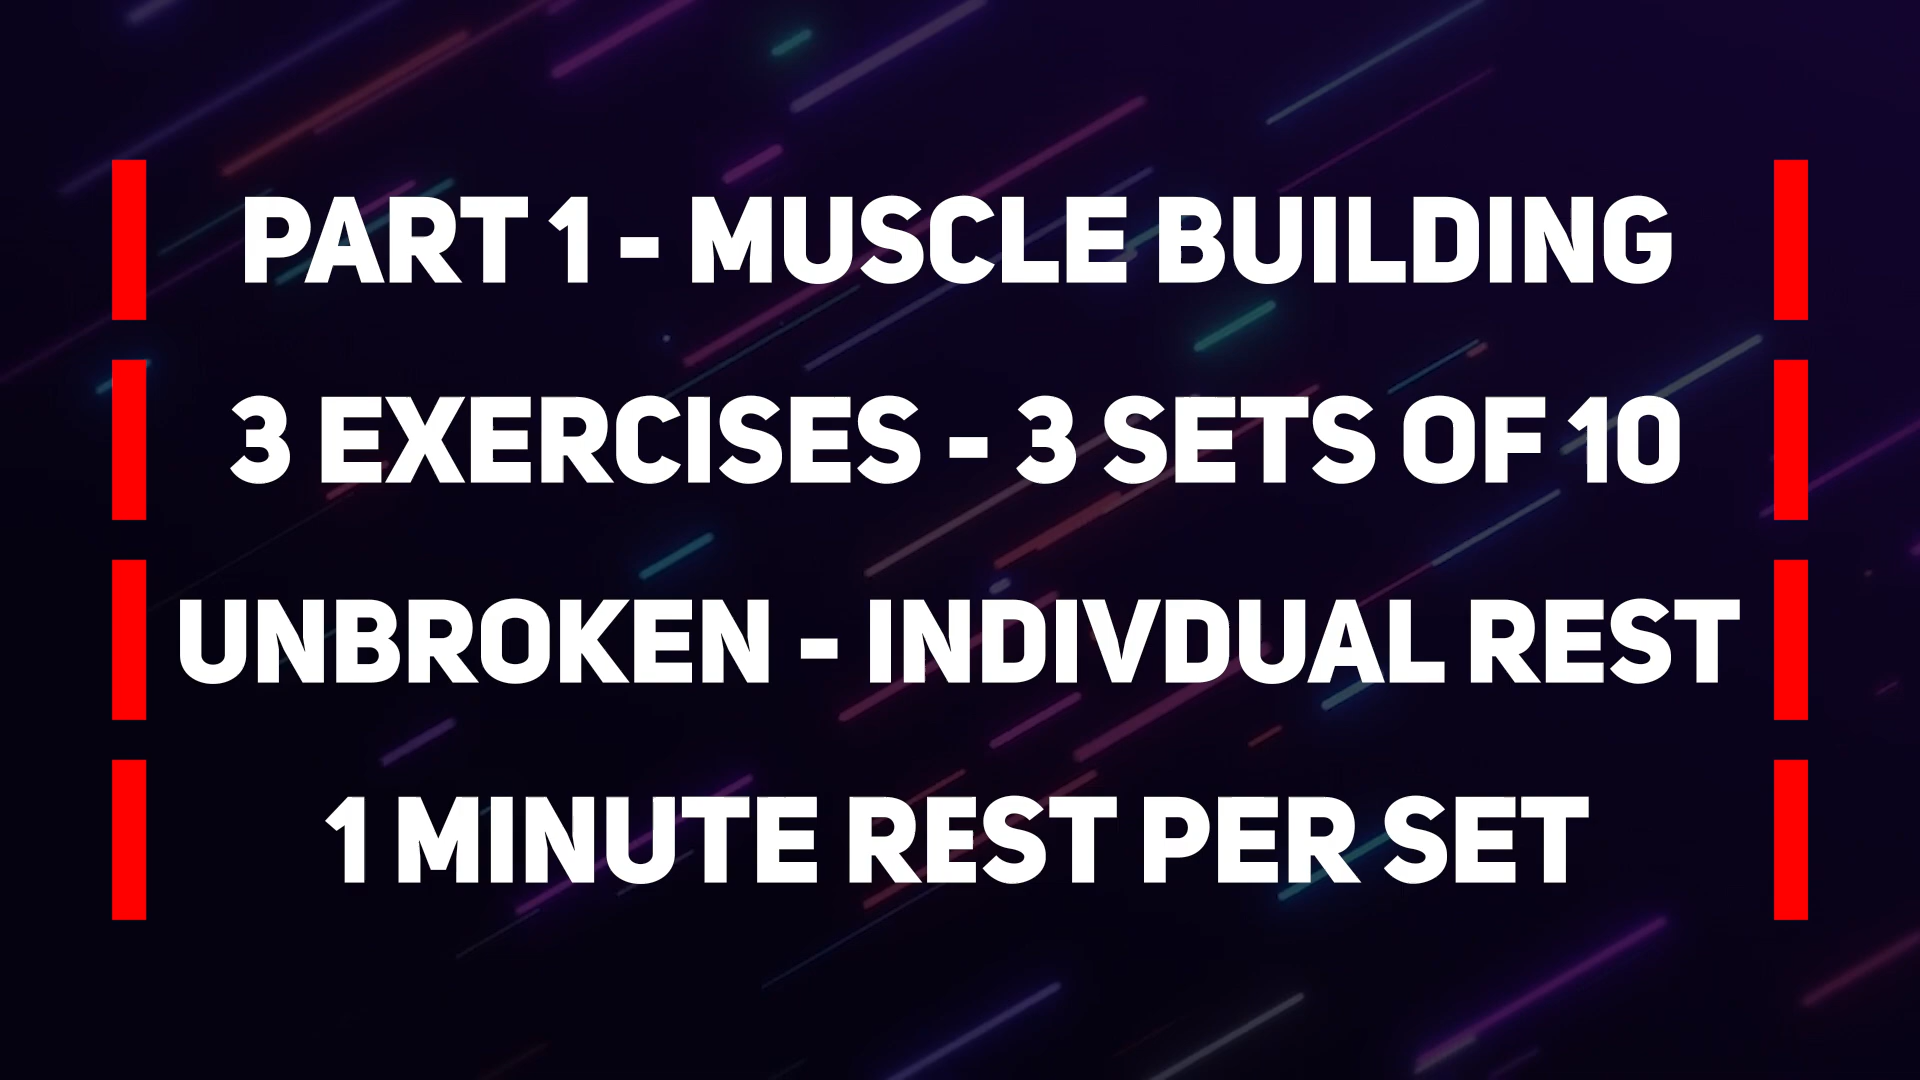 PART 1 - MUSCLE BUILDING
3 EXERCISES - 3 SETS OF 10
UNBROKEN - INDIVDUAL REST
1 MINUTE REST PER SET